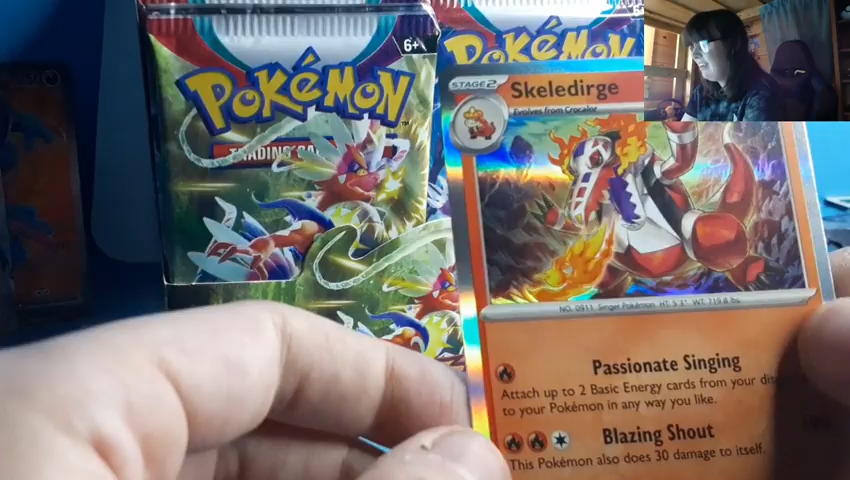 6+
POKÉMON
TRADING
POKÉMON
STAGE 2
Skeledirge
Evolves from Crocalor
NO. 0911 Singer Pokémon HT: 5'3" WT: 719.8 lbs
Passionate Singing
Attach up to 2 Basic Energy cards from your
to your Pokémon in any way you like.
Blazing Shout
This Pokémon also does 30 damage to itself.